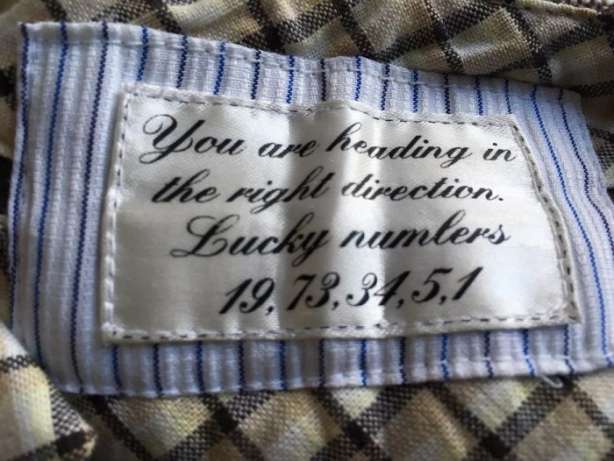 You are heading in
the right direction.
Lucky numlers
19, 73, 34, 5, 1